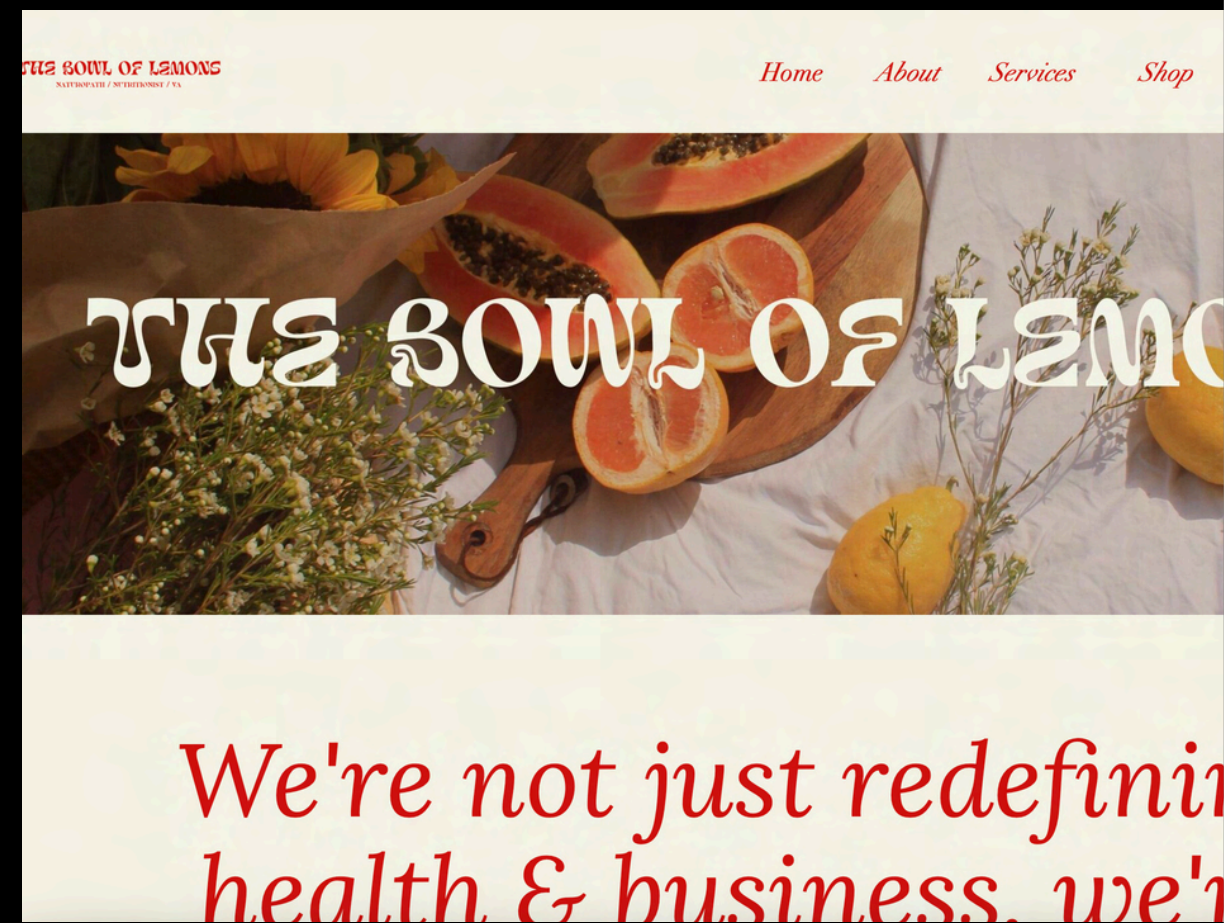 THE BOWL OF LEMONS
NATUROPATH / NUTRITIONIST / VA
Home About Services Shop
THE BOWL OF LEMO
We're not just redefinin
health & business, we'r